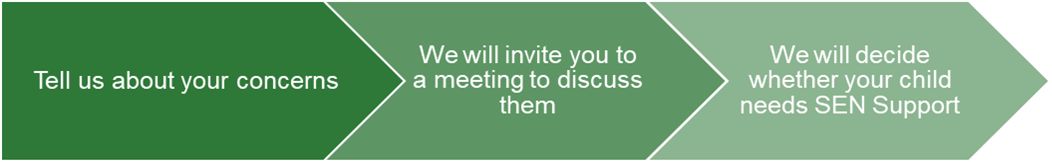 Tell us about your concerns
We will invite you to
a meeting to discuss
them
We will decide
whether your child
needs SEN Support